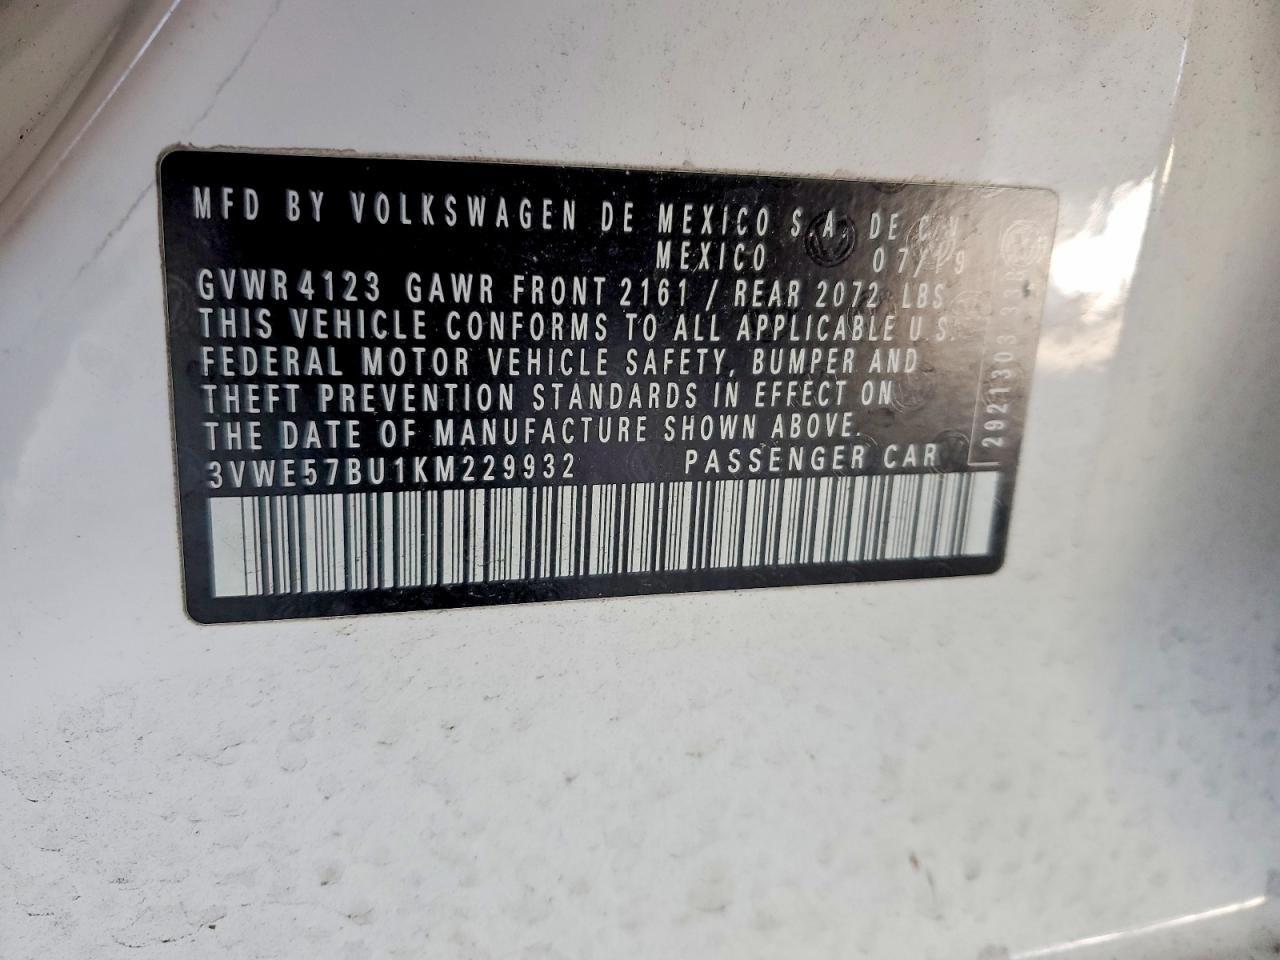 MFD BY VOLKSWAGEN DE MEXICO S.A. DE C.V.
MEXICO 07/19
GVWR 4123 GAWR FRONT 2161 / REAR 2072 LBS
THIS VEHICLE CONFORMS TO ALL APPLICABLE U.S.
FEDERAL MOTOR VEHICLE SAFETY, BUMPER AND
THEFT PREVENTION STANDARDS IN EFFECT ON
THE DATE OF MANUFACTURE SHOWN ABOVE.
3VWE57BU1KM229932 PASSENGER CAR
2921303